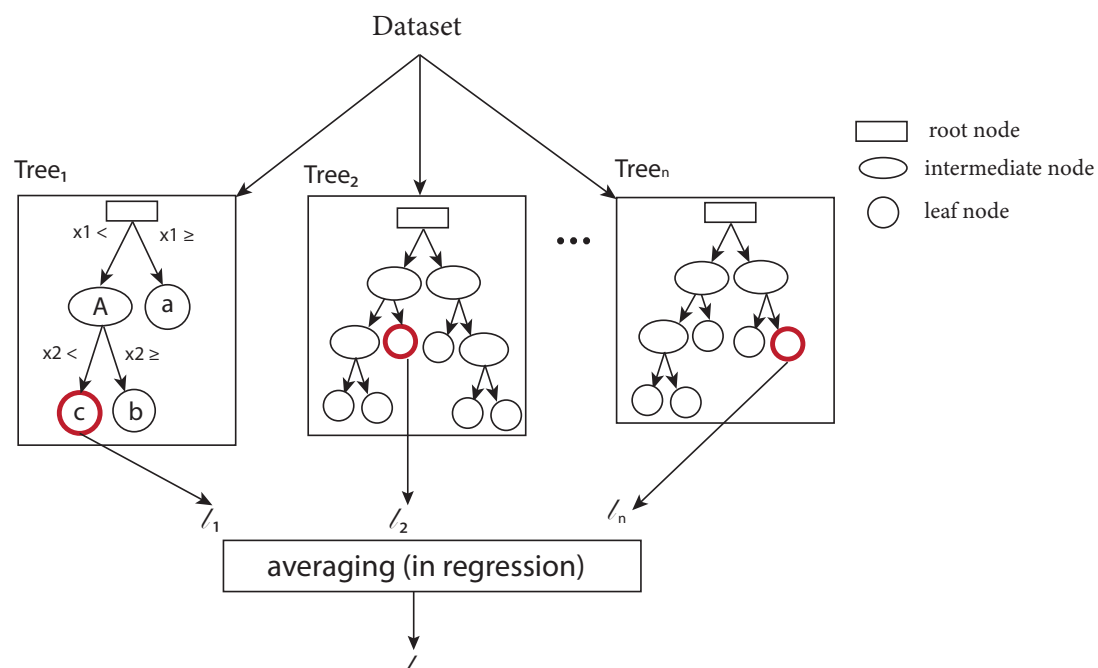 Dataset
root node
intermediate node
leaf node
Tree₁
Tree₂
Treeₙ
x1 <
x1 ≥
A
a
x2 <
x2 ≥
c
b
...
ℓ₁
ℓ₂
ℓₙ
averaging (in regression)